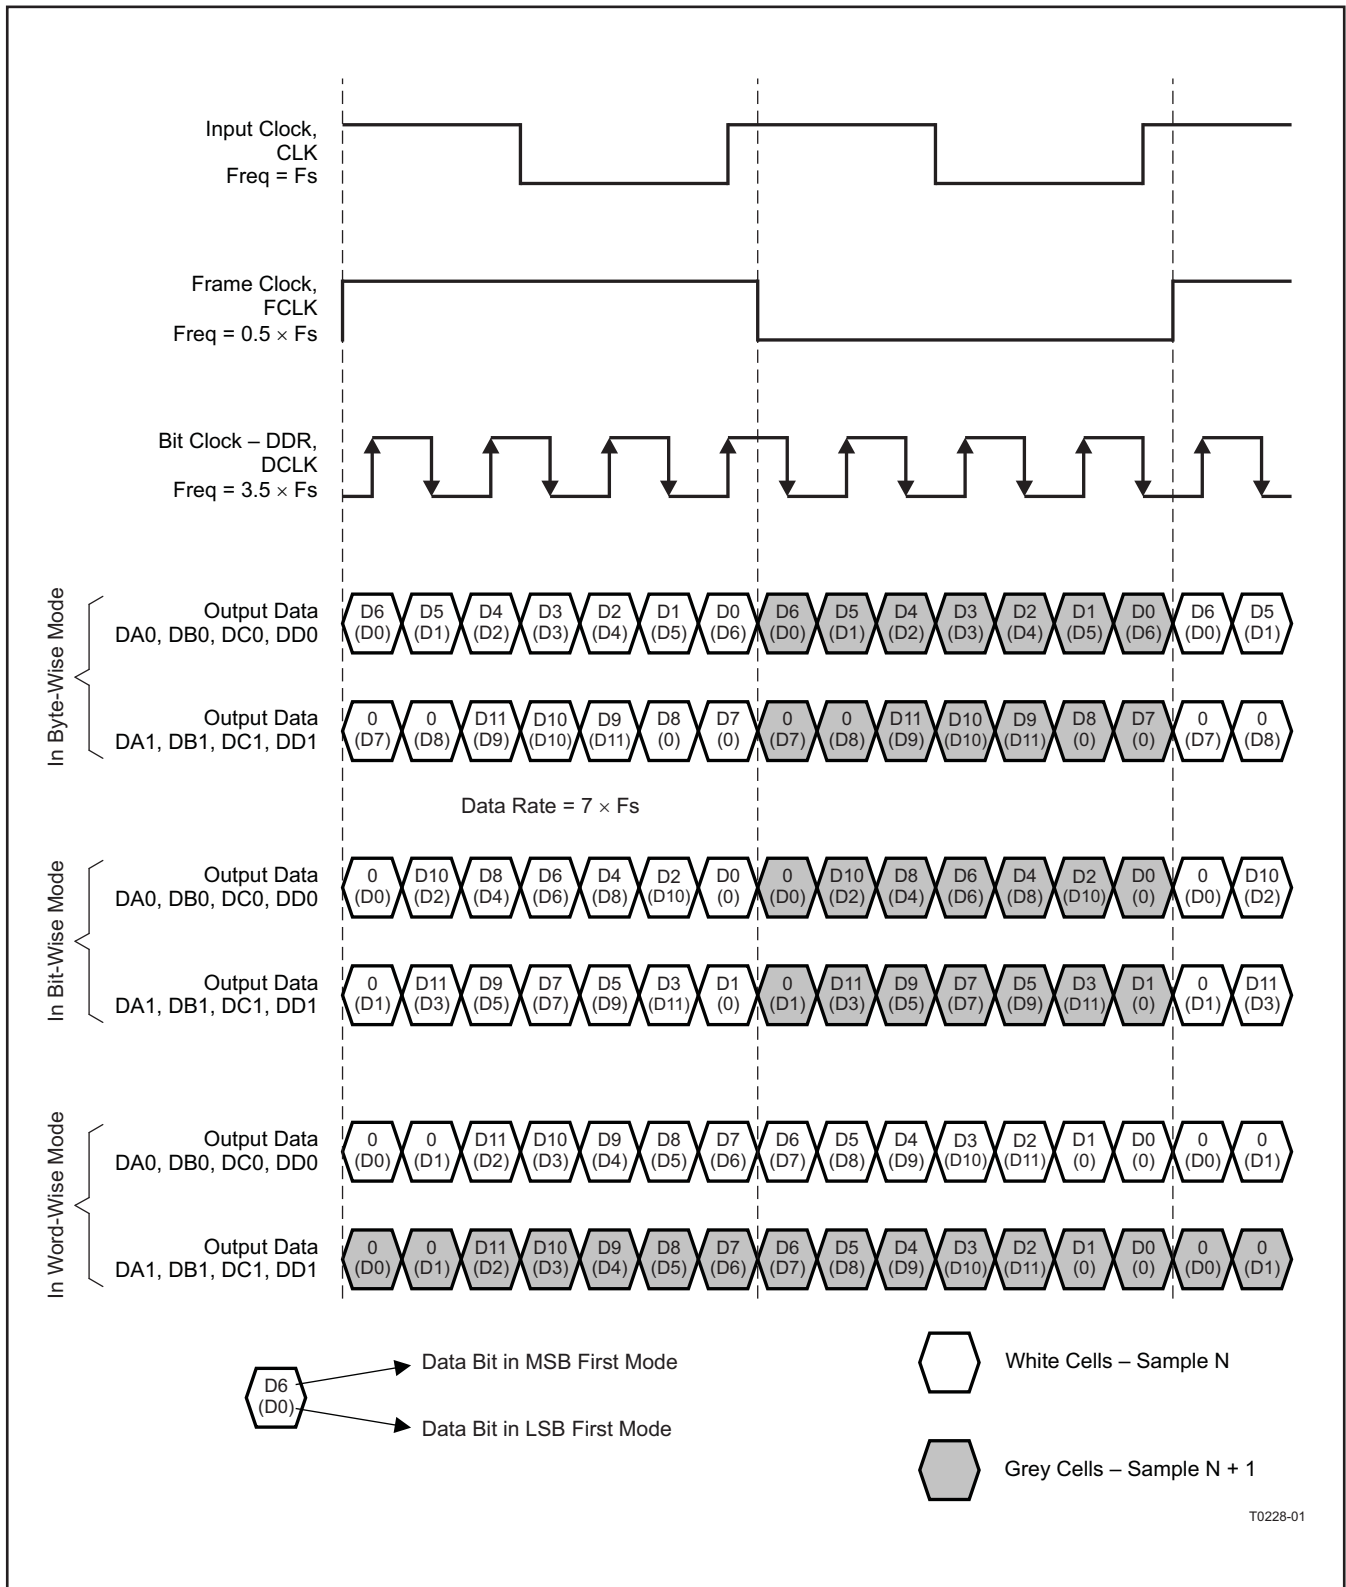 Input Clock,
CLK
Freq = Fs
Frame Clock,
FCLK
Freq = 0.5 × Fs
Bit Clock – DDR,
DCLK
Freq = 3.5 × Fs
In Byte-Wise Mode
Output Data
DA0, DB0, DC0, DD0
D6 D5 D4 D3 D2 D1 D0 D6 D5 D4 D3 D2 D1 D0 D6 D5
(D0) (D1) (D2) (D3) (D4) (D5) (D6) (D0) (D1) (D2) (D3) (D4) (D5) (D6) (D0) (D1)
Output Data
DA1, DB1, DC1, DD1
0 0 D11 D10 D9 D8 D7 0 0 D11 D10 D9 D8 D7 0 0
(D7) (D8) (D9) (D10) (D11) (0) (0) (D7) (D8) (D9) (D10) (D11) (0) (0) (D7) (D8)
Data Rate = 7 × Fs
In Bit-Wise Mode
Output Data
DA0, DB0, DC0, DD0
0 D10 D8 D6 D4 D2 D0 0 D10 D8 D6 D4 D2 D0 0 D10
(D0) (D2) (D4) (D6) (D8) (D10) (0) (D0) (D2) (D4) (D6) (D8) (D10) (0) (D0) (D2)
Output Data
DA1, DB1, DC1, DD1
0 D11 D9 D7 D5 D3 D1 0 D11 D9 D7 D5 D3 D1 0 D11
(D1) (D3) (D5) (D7) (D9) (D11) (0) (D1) (D3) (D5) (D7) (D9) (D11) (0) (D1) (D3)
In Word-Wise Mode
Output Data
DA0, DB0, DC0, DD0
0 0 D11 D10 D9 D8 D7 D6 D5 D4 D3 D2 D1 D0 0 0
(D0) (D1) (D2) (D3) (D4) (D5) (D6) (D7) (D8) (D9) (D10) (D11) (0) (0) (D0) (D1)
Output Data
DA1, DB1, DC1, DD1
0 0 D11 D10 D9 D8 D7 D6 D5 D4 D3 D2 D1 D0 0 0
(D0) (D1) (D2) (D3) (D4) (D5) (D6) (D7) (D8) (D9) (D10) (D11) (0) (0) (D0) (D1)
D6
(D0)
Data Bit in MSB First Mode
Data Bit in LSB First Mode
White Cells – Sample N
Grey Cells – Sample N + 1
T0228-01